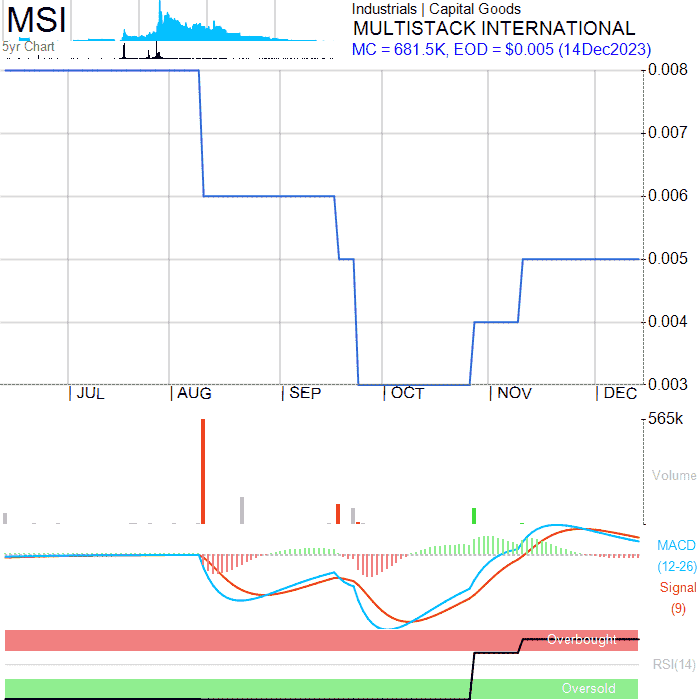 MSI
5yr Chart
Industrials | Capital Goods
MULTISTACK INTERNATIONAL
MC = 681.5K, EOD = $0.005 (14Dec2023)
0.008
0.007
0.006
0.005
0.004
0.003
JUL AUG SEP OCT NOV DEC
565k
Volume
MACD
(12-26)
Signal
(9)
Overbought
RSI(14)
Oversold